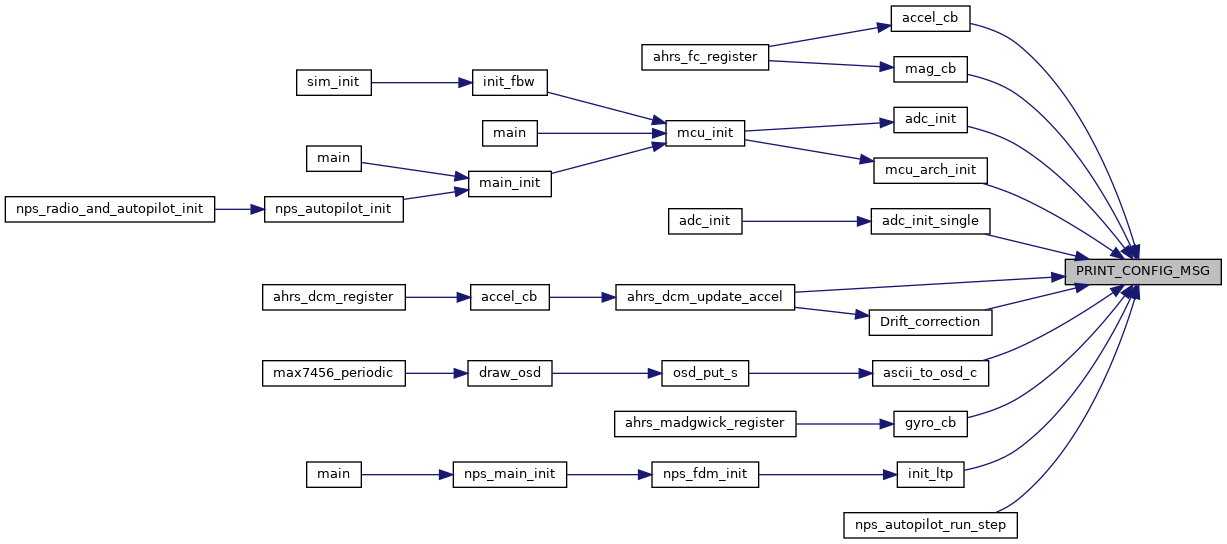 accel_cb
ahrs_fc_register
mag_cb
sim_init
init_fbw
adc_init
main
mcu_init
main
mcu_arch_init
main_init
nps_radio_and_autopilot_init
nps_autopilot_init
adc_init
adc_init_single
PRINT_CONFIG_MSG
ahrs_dcm_register
accel_cb
ahrs_dcm_update_accel
Drift_correction
max7456_periodic
draw_osd
osd_put_s
ascii_to_osd_c
ahrs_madgwick_register
gyro_cb
main
nps_main_init
nps_fdm_init
init_ltp
nps_autopilot_run_step